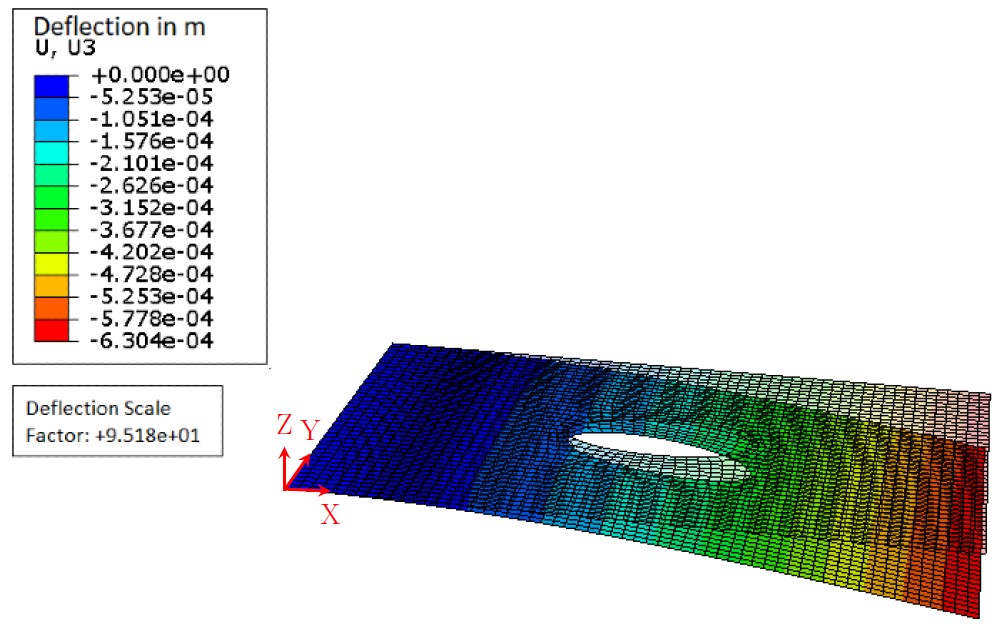 Deflection in m
U, U3
+0.000e+00
-5.253e-05
-1.051e-04
-1.576e-04
-2.101e-04
-2.626e-04
-3.152e-04
-3.677e-04
-4.202e-04
-4.728e-04
-5.253e-04
-5.778e-04
-6.304e-04
Deflection Scale
Factor: +9.518e+01
Z
Y
X